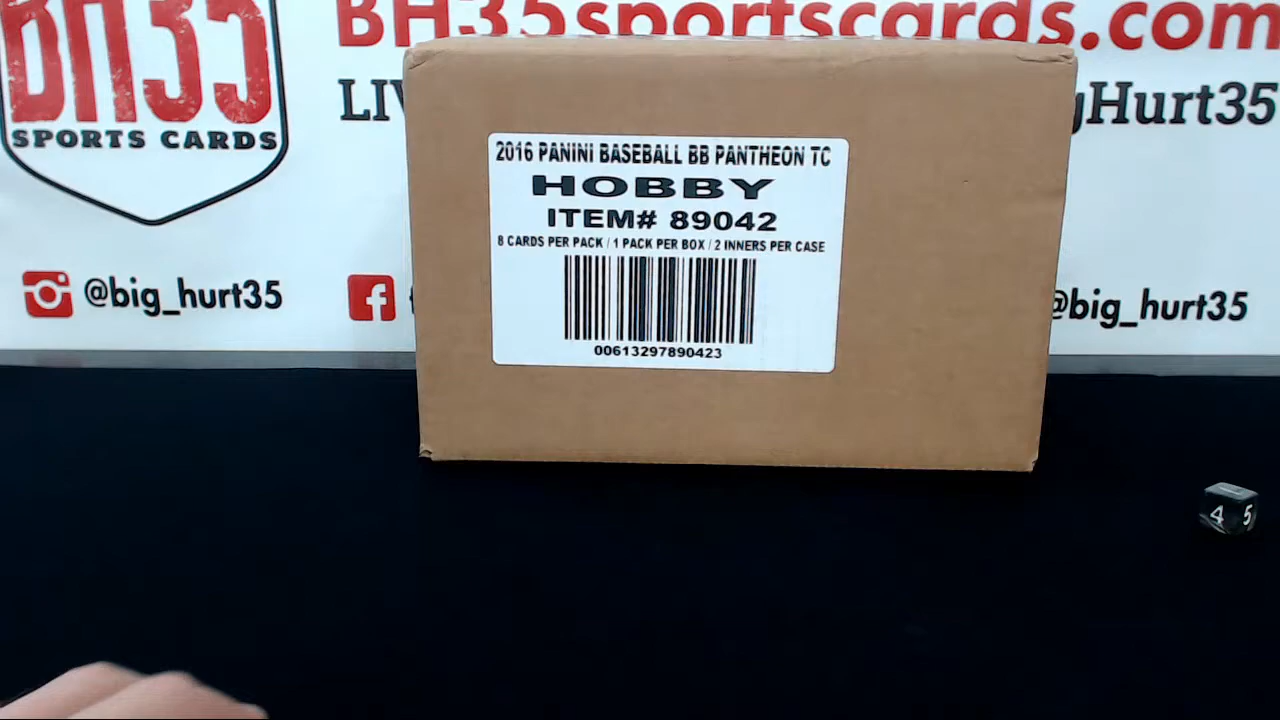 BH35
SPORTS CARDS
BH35sportscards.com
LIV
gHurt35
@big_hurt35
@big_hurt35
2016 PANINI BASEBALL BB PANTHEON TC
HOBBY
ITEM# 89042
8 CARDS PER PACK / 1 PACK PER BOX / 2 INNERS PER CASE
00613297890423
4 5